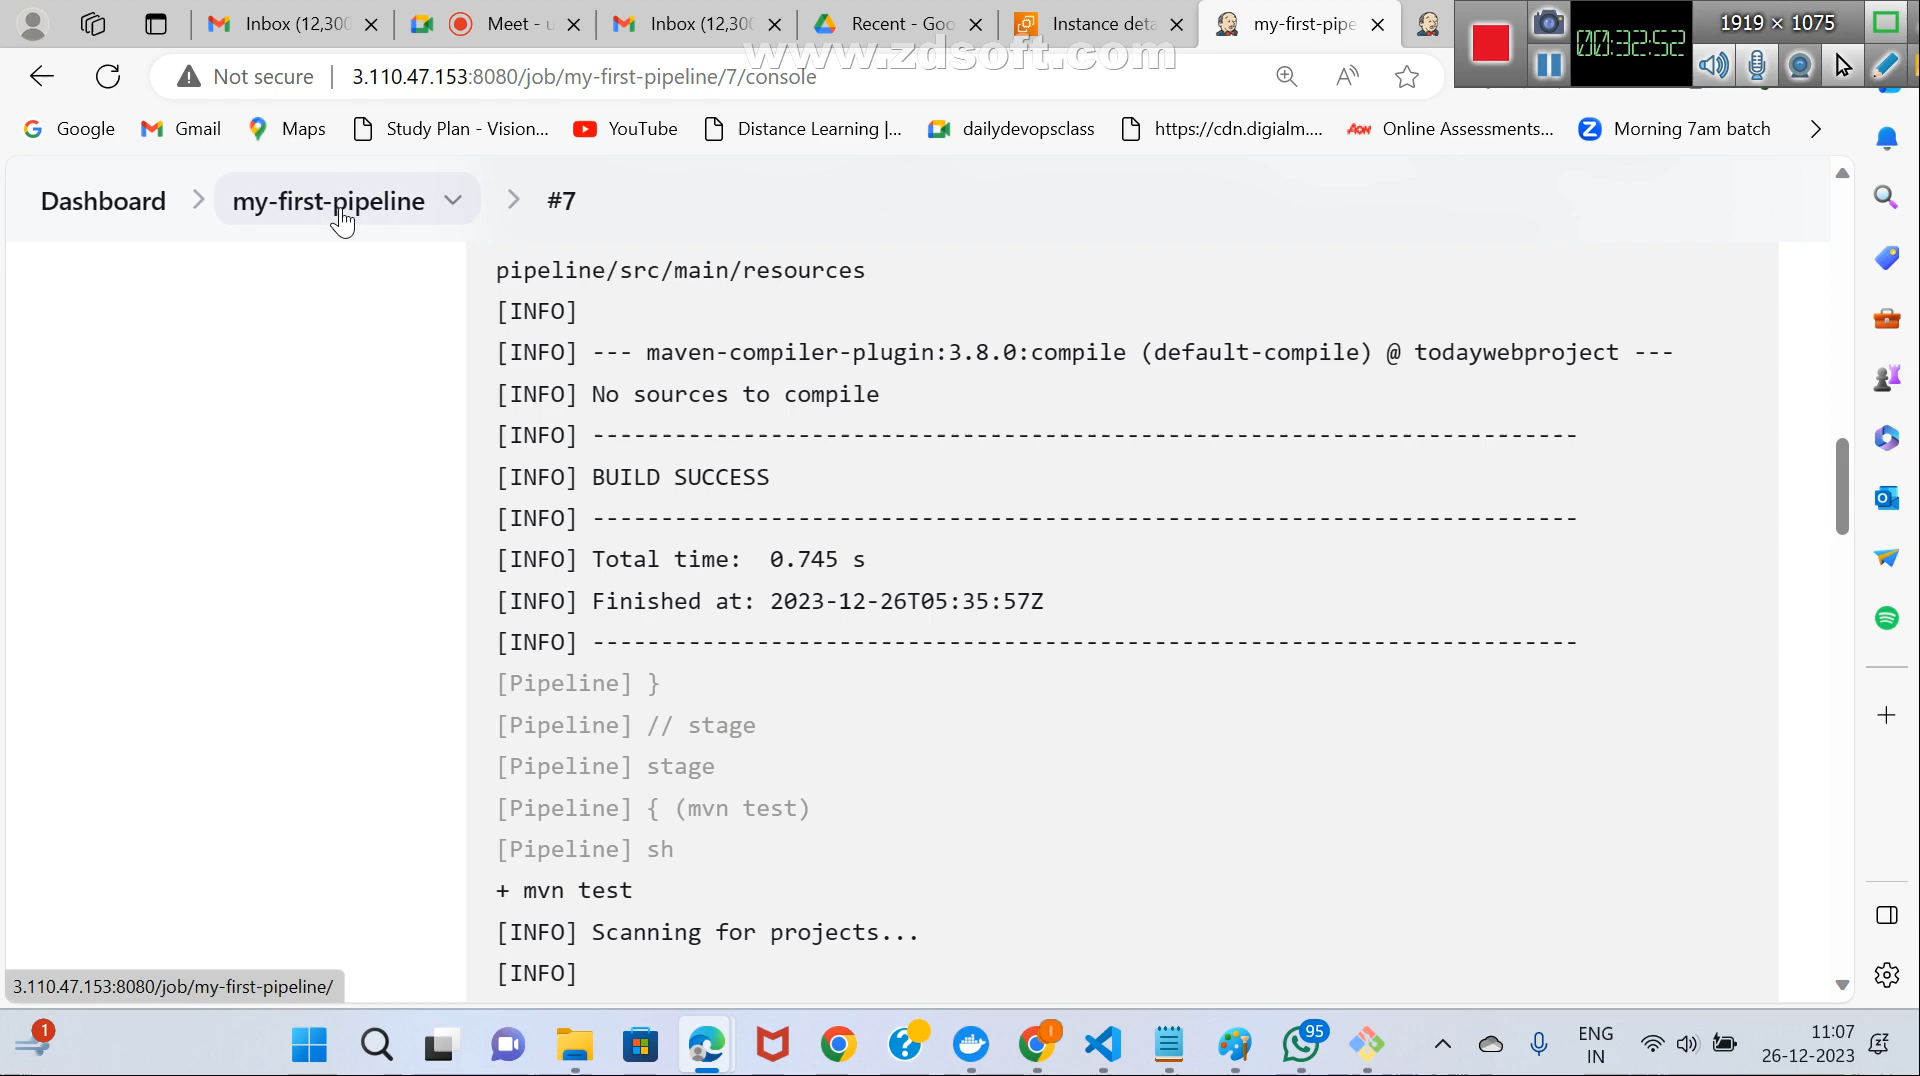 Inbox (12,300
Meet - u
Inbox (12,300
Recent - Goo
Instance deta
my-first-pipe
1919 × 1075
00:32:52
www.zdsoft.com
Not secure
3.110.47.153:8080/job/my-first-pipeline/7/console
Google
Gmail
Maps
Study Plan - Vision...
YouTube
Distance Learning |...
dailydevopsclass
https://cdn.digialm....
Aon
Online Assessments...
Morning 7am batch
Dashboard
my-first-pipeline
#7
pipeline/src/main/resources
[INFO]
[INFO] --- maven-compiler-plugin:3.8.0:compile (default-compile) @ todaywebproject ---
[INFO] No sources to compile
[INFO] ------------------------------------------------------------------------
[INFO] BUILD SUCCESS
[INFO] ------------------------------------------------------------------------
[INFO] Total time:  0.745 s
[INFO] Finished at: 2023-12-26T05:35:57Z
[INFO] ------------------------------------------------------------------------
[Pipeline] }
[Pipeline] // stage
[Pipeline] stage
[Pipeline] { (mvn test)
[Pipeline] sh
+ mvn test
[INFO] Scanning for projects...
[INFO]
3.110.47.153:8080/job/my-first-pipeline/
1
1
95
ENG
IN
11:07
26-12-2023